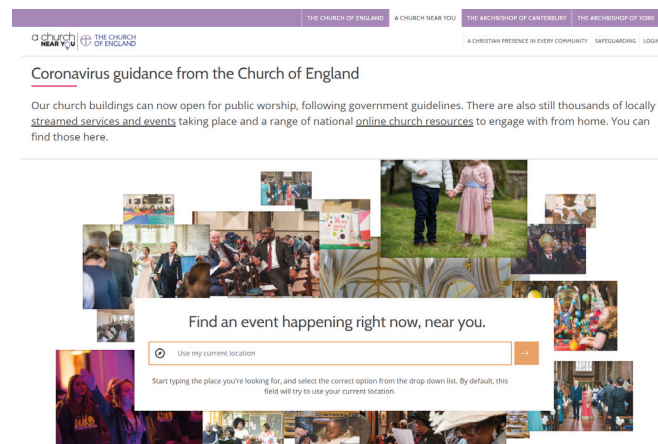 THE CHURCH OF ENGLAND A CHURCH NEAR YOU THE ARCHBISHOP OF CANTERBURY THE ARCHBISHOP OF YORK
a church NEAR YOU THE CHURCH OF ENGLAND
A CHRISTIAN PRESENCE IN EVERY COMMUNITY SAFEGUARDING LOGIN
Coronavirus guidance from the Church of England
Our church buildings can now open for public worship, following government guidelines. There are also still thousands of locally
streamed services and events taking place and a range of national online church resources to engage with from home. You can
find those here.
Find an event happening right now, near you.
Use my current location
Start typing the place you're looking for, and select the correct option from the drop down list. By default, this
field will try to use your current location.